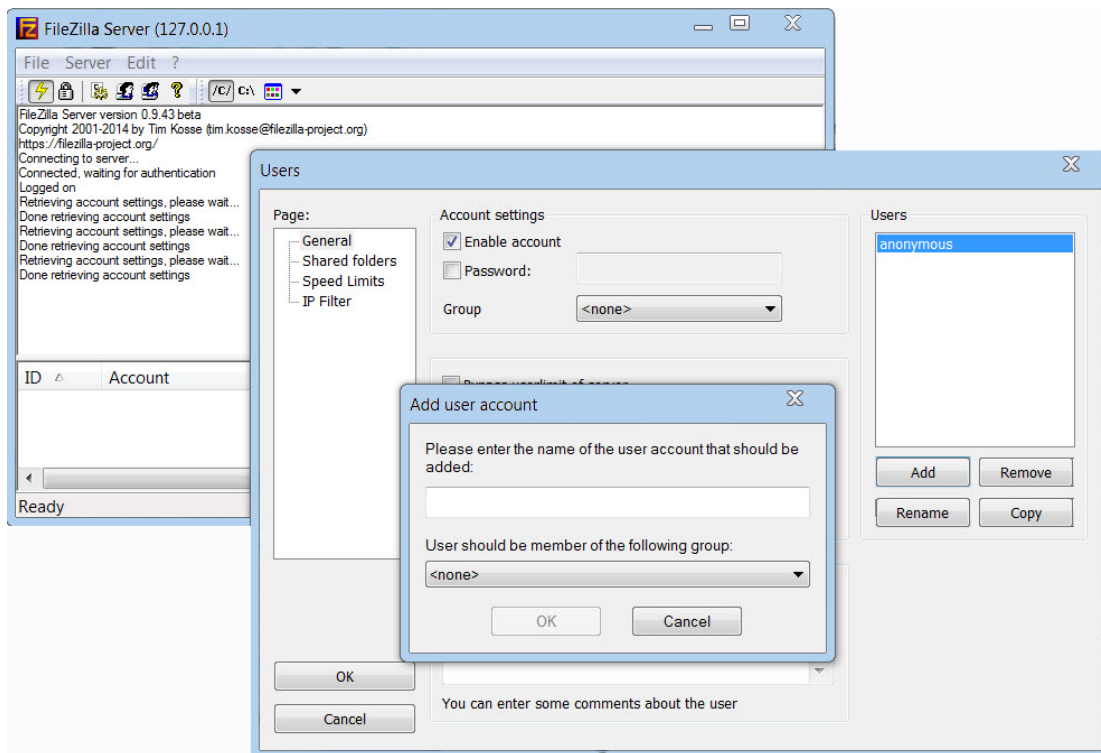 FileZilla Server (127.0.0.1)
File Server Edit ?
/C/ C:\
FileZilla Server version 0.9.43 beta
Copyright 2001-2014 by Tim Kosse (tim.kosse@filezilla-project.org)
https://filezilla-project.org/
Connecting to server...
Connected, waiting for authentication
Logged on
Retrieving account settings, please wait...
Done retrieving account settings
Retrieving account settings, please wait...
Done retrieving account settings
Retrieving account settings, please wait...
Done retrieving account settings
ID Account
Ready
Users
Page:
General
Shared folders
Speed Limits
IP Filter
OK
Cancel
Account settings
Enable account
Password:
Group <none>
Bypass userlimit of server
You can enter some comments about the user
Users
anonymous
Add Remove
Rename Copy
Add user account
Please enter the name of the user account that should be
added:
User should be member of the following group:
<none>
OK Cancel